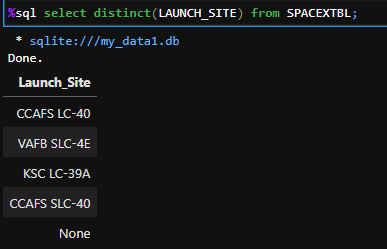 %sql select distinct(LAUNCH_SITE) from SPACEXTBL;
* sqlite:///my_data1.db
Done.
Launch_Site
CCAFS LC-40
VAFB SLC-4E
KSC LC-39A
CCAFS SLC-40
None